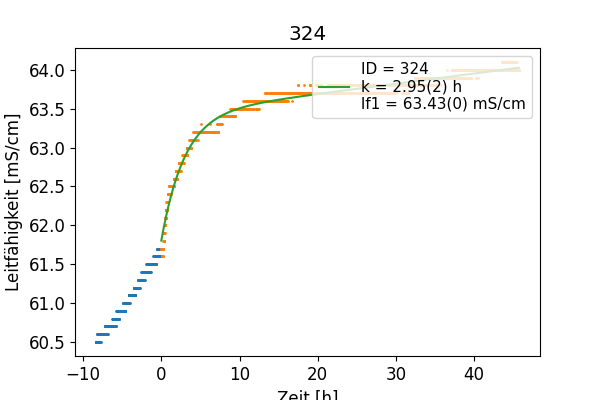 324
64.0
63.5
63.0
62.5
62.0
61.5
61.0
60.5
Leitfähigkeit [mS/cm]
ID = 324
k = 2.95(2) h
lf1 = 63.43(0) mS/cm
−10 0 10 20 30 40
Zeit [h]